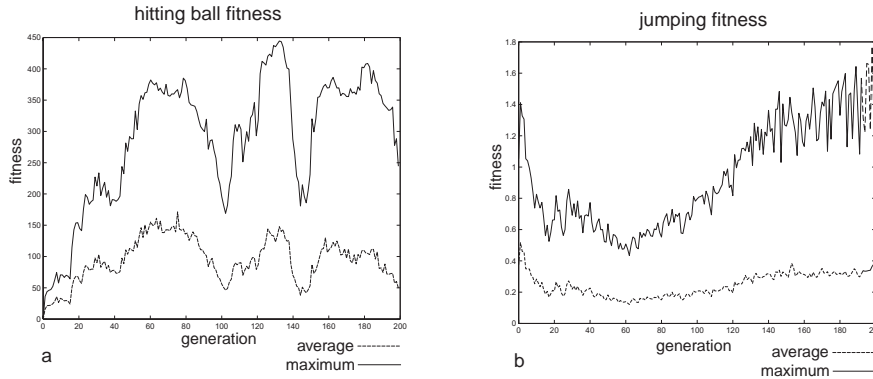 hitting ball fitness
450
400
350
300
250
200
150
100
50
0
fitness
0 20 40 60 80 100 120 140 160 180 200
generation
a
average
maximum
jumping fitness
1.8
1.6
1.4
1.2
1
0.8
0.6
0.4
0.2
0
fitness
0 20 40 60 80 100 120 140 160 180
generation
b
average
maximum